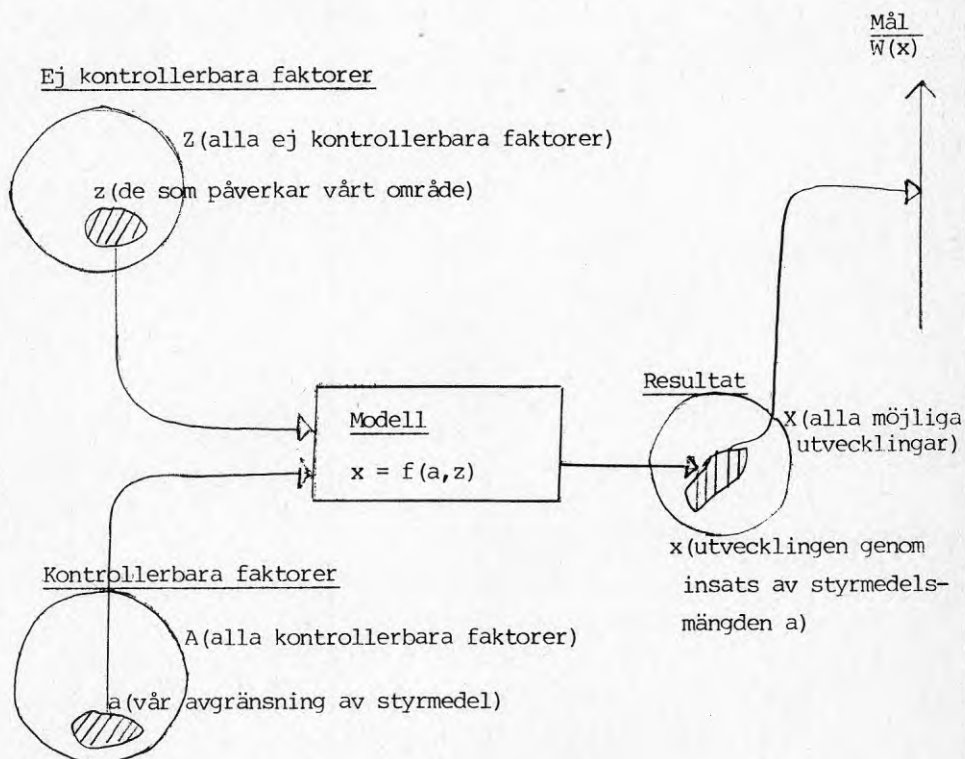 Mål
W(x)
Ej kontrollerbara faktorer
Z(alla ej kontrollerbara faktorer)
z(de som påverkar vårt område)
Modell
x = f(a,z)
Resultat
X(alla möjliga
utvecklingar)
x(utvecklingen genom
insats av styrmedels-
mängden a)
Kontrollerbara faktorer
A(alla kontrollerbara faktorer)
a(vår avgränsning av styrmedel)